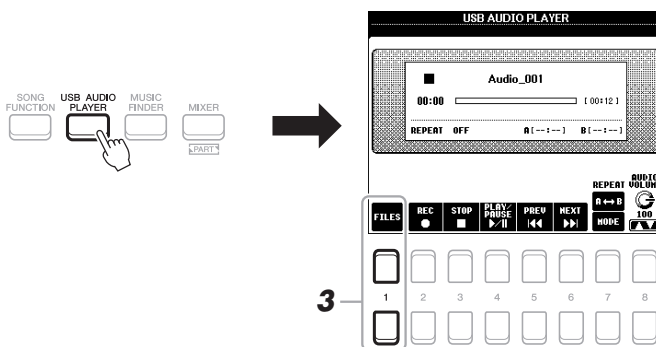 SONG FUNCTION
USB AUDIO PLAYER
MUSIC FINDER
MIXER
PART
USB AUDIO PLAYER
Audio_001
00:00 [00:12]
REPEAT OFF A[--:--] B[--:--]
REPEAT
AUDIO VOLUME
FILES
REC
STOP
PLAY/PAUSE
PREV
NEXT
A↔B
MODE
100
3
1 2 3 4 5 6 7 8